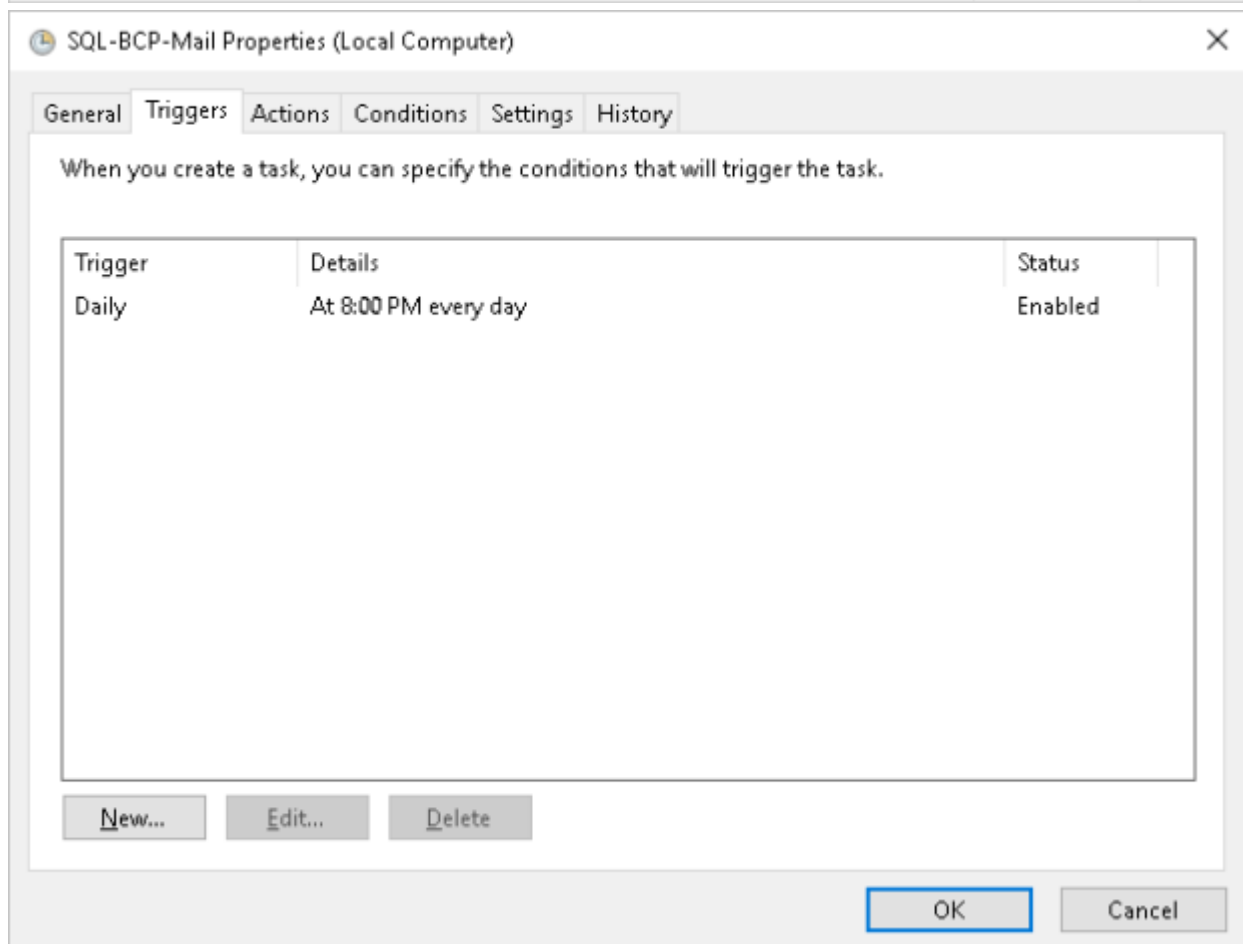 SQL-BCP-Mail Properties (Local Computer)
General Triggers Actions Conditions Settings History
When you create a task, you can specify the conditions that will trigger the task.
Trigger Details Status
Daily At 8:00 PM every day Enabled
New... Edit... Delete
OK Cancel